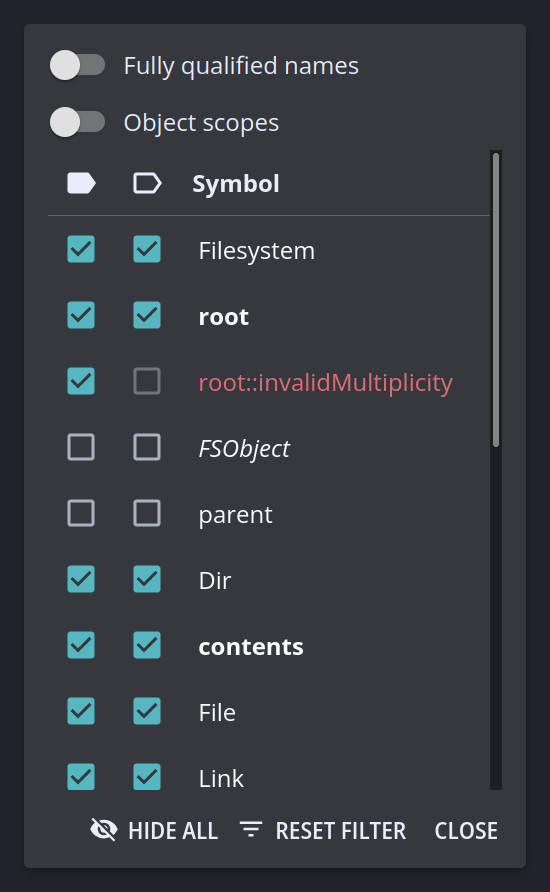 Fully qualified names
Object scopes
Symbol
Filesystem
root
root::invalidMultiplicity
FSObject
parent
Dir
contents
File
Link
HIDE ALL RESET FILTER CLOSE